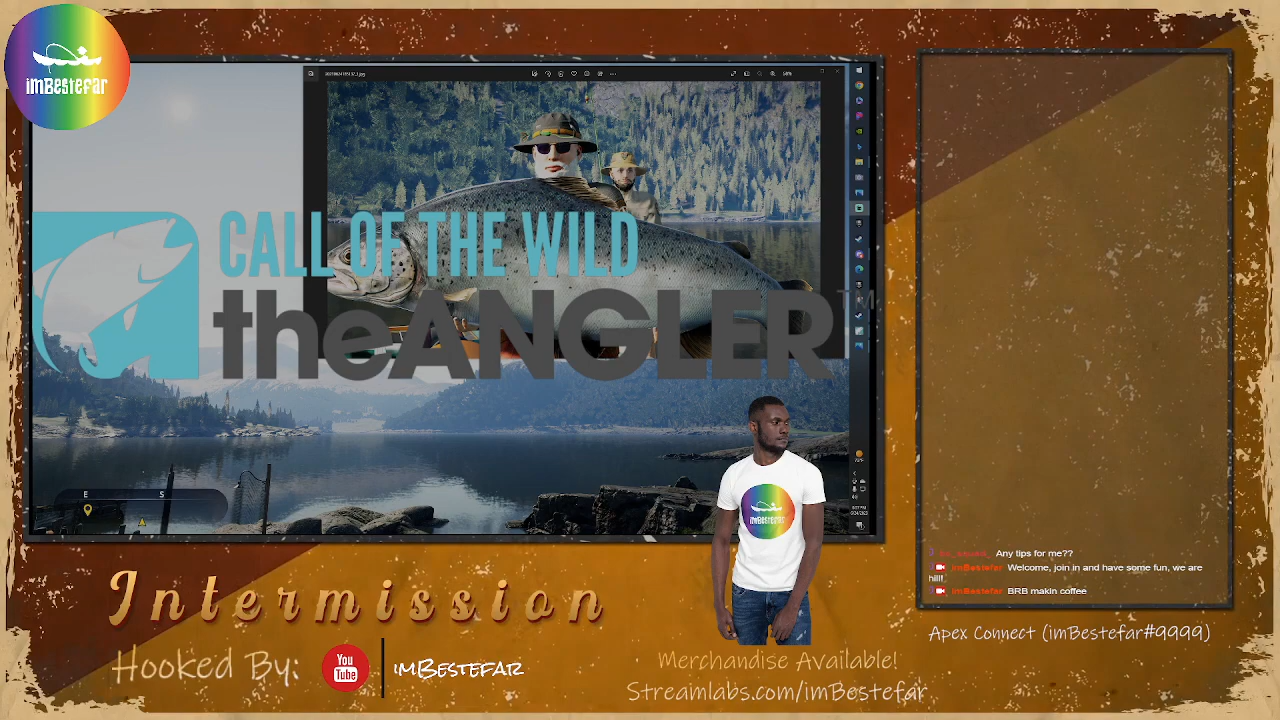 imBestefar
CALL OF THE WILD
theANGLER™
E S
imBestefar
Any tips for me??
imBestefar Welcome, join in and have some fun, we are
hill!
imBestefar BRB makin coffee
Intermission
Hooked By:
You
Tube
imBestefar
Apex Connect (imBestefar#9999)
Merchandise Available!
Streamlabs.com/imBestefar